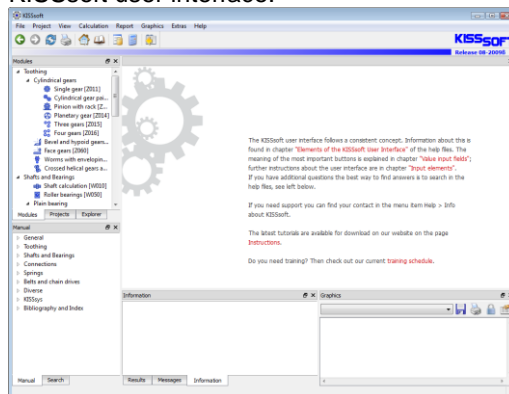 KISSsoft user interface.
KISSsoft
File Project View Calculation Report Graphics Extras Help
KISSSOFT
Release 04-2009B
Modules
Toothing
Cylindrical gears
Single gear [Z011]
Cylindrical gear pai...
Pinion with rack [Z...
Planetary gear [Z014]
Three gears [Z015]
Four gears [Z016]
Bevel and hypoid gears...
Face gears [Z060]
Worms with envelopin...
Crossed helical gears a...
Shafts and Bearings
Shaft calculation [W010]
Roller bearings [W050]
Plain bearing
Modules Projects Explorer
The KISSsoft user interface follows a consistent concept. Information about this is
found in chapter "Elements of the KISSsoft User Interface" of the help files. The
meaning of the most important buttons is explained in chapter "Value input fields";
further instructions about the user interface are in chapter "Input elements".
If you have additional questions the best way to find answers is to search in the
help files, see left below.
If you need support you can find your contact in the menu item Help > Info
about KISSsoft.
The latest tutorials are available for download on our website on the page
Instructions.
Do you need training? Then check out our current training schedule.
Manual
General
Toothing
Shafts and Bearings
Connections
Springs
Belts and chain drives
Diverse
KISSsys
Bibliography and Index
Manual Search
Information
Results Messages Information
Graphics